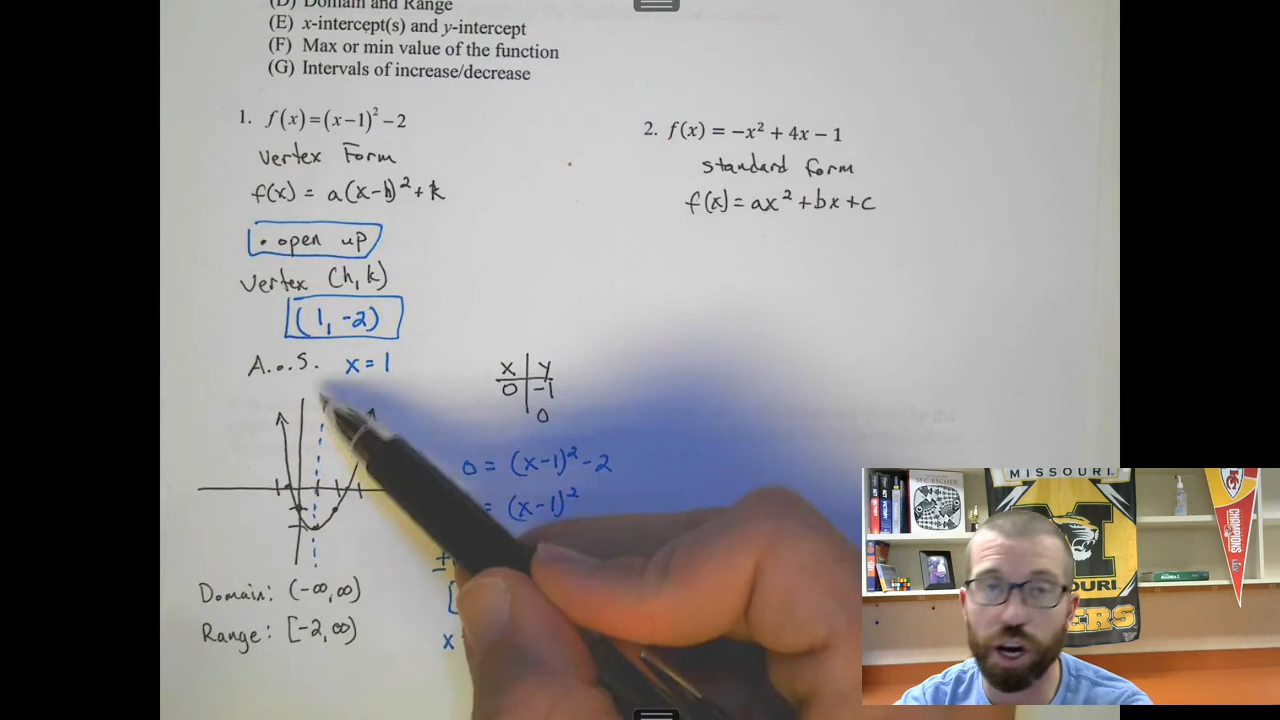 (D) Domain and Range
(E) x-intercept(s) and y-intercept
(F) Max or min value of the function
(G) Intervals of increase/decrease
1. f(x)=(x−1)²−2
Vertex Form
f(x) = a(x-h)²+k
• open up
Vertex (h, k)
(1, -2)
A.o.S. x=1
Domain: (-∞,∞)
Range: [-2,∞)
x y
0 -1
0
0 = (x-1)²-2
= (x-1)²
±
x
2. f(x) = −x² + 4x − 1
standard form
f(x) = ax²+bx+c
MISSOURI
M.C. ESCHER
CHAMPIONS